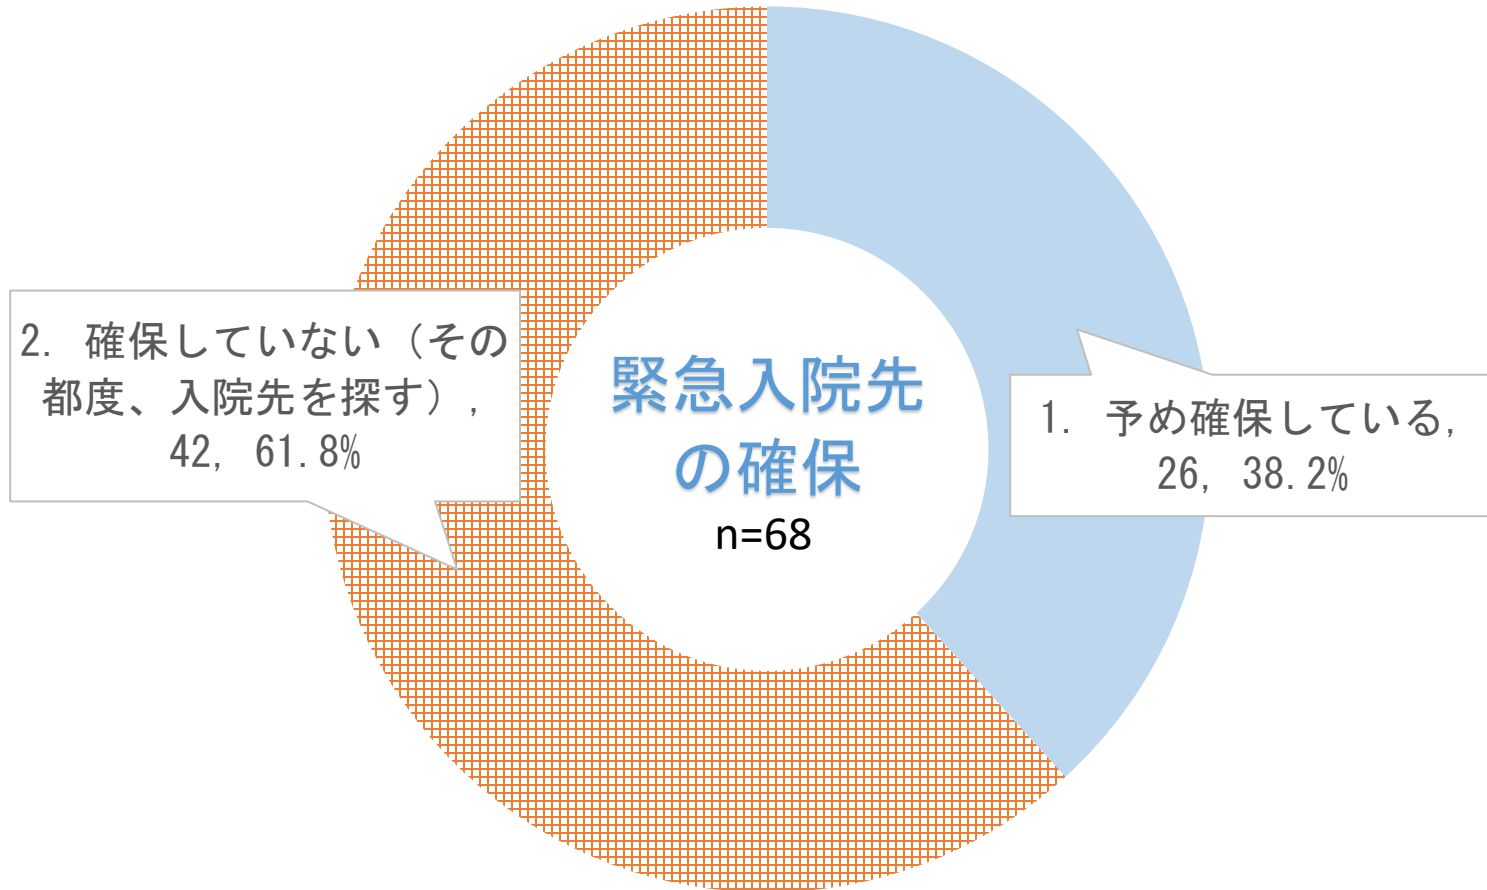 緊急入院先
の確保
n=68
1. 予め確保している,
26, 38.2%
2. 確保していない（その
都度、入院先を探す）,
42, 61.8%